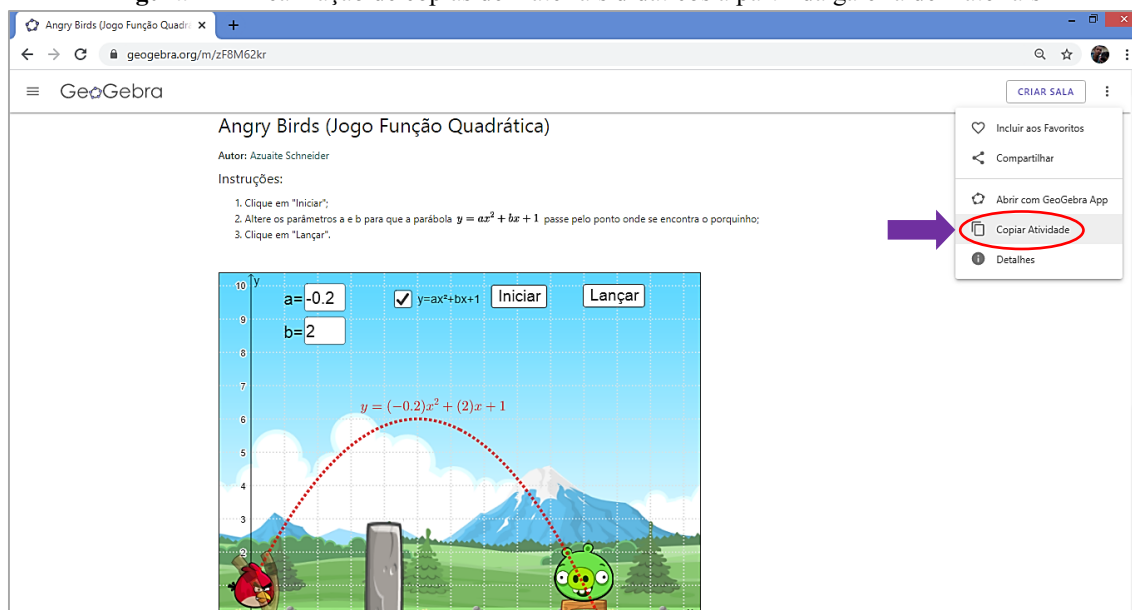 Angry Birds (Jogo Função Quadrá
geogebra.org/m/zF8M62kr
GeoGebra
CRIAR SALA
Angry Birds (Jogo Função Quadrática)
Incluir aos Favoritos
Autor: Azuaite Schneider
Compartilhar
Instruções:
1. Clique em "Iniciar";
Abrir com GeoGebra App
2. Altere os parâmetros a e b para que a parábola y = ax² + bx + 1 passe pelo ponto onde se encontra o porquinho;
Copiar Atividade
3. Clique em "Lançar".
Detalhes
y
10
a= -0.2
y=ax²+bx+1
Iniciar
Lançar
9
b= 2
8
7
y = (−0.2)x² + (2)x + 1
6
5
4
3
2